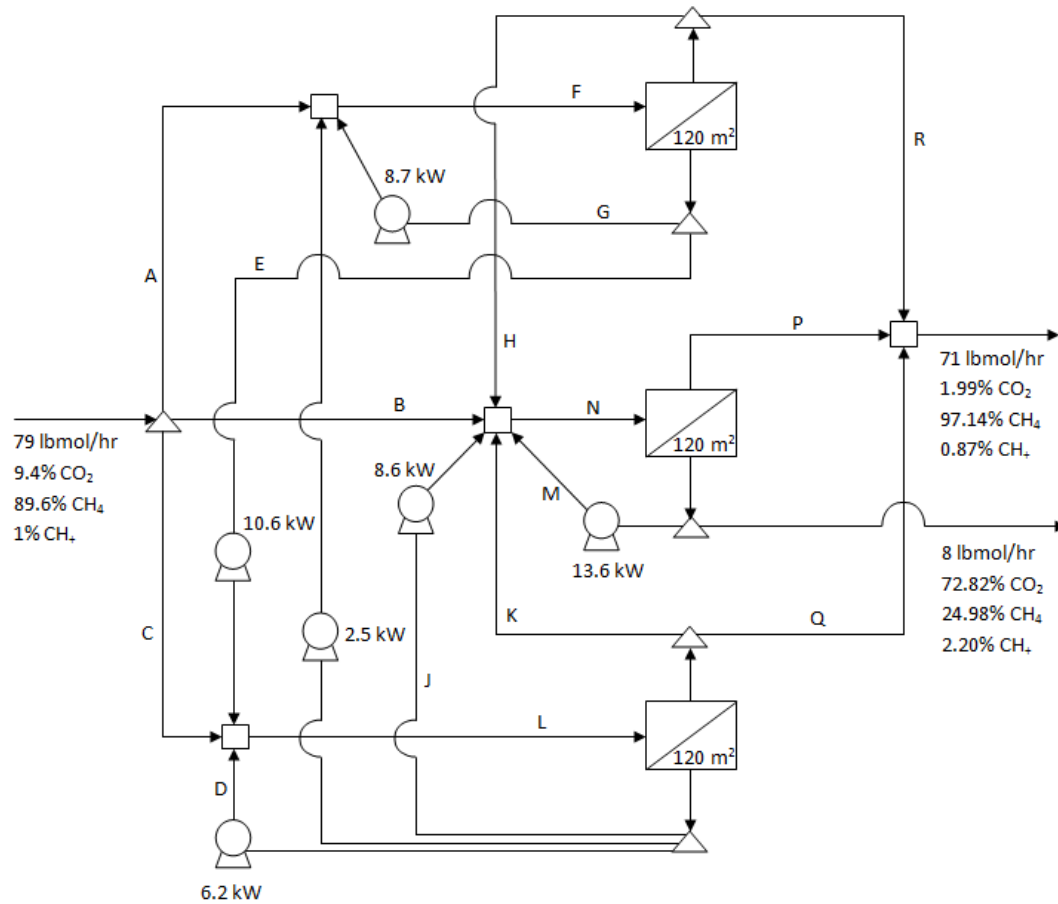 F
120 m²
R
8.7 kW
G
E
A
H
P
71 lbmol/hr
1.99% CO₂
97.14% CH₄
0.87% CH₊
B
N
79 lbmol/hr
9.4% CO₂
89.6% CH₄
1% CH₊
120 m²
8.6 kW
M
10.6 kW
13.6 kW
8 lbmol/hr
72.82% CO₂
24.98% CH₄
2.20% CH₊
K
Q
C
2.5 kW
J
L
120 m²
D
6.2 kW